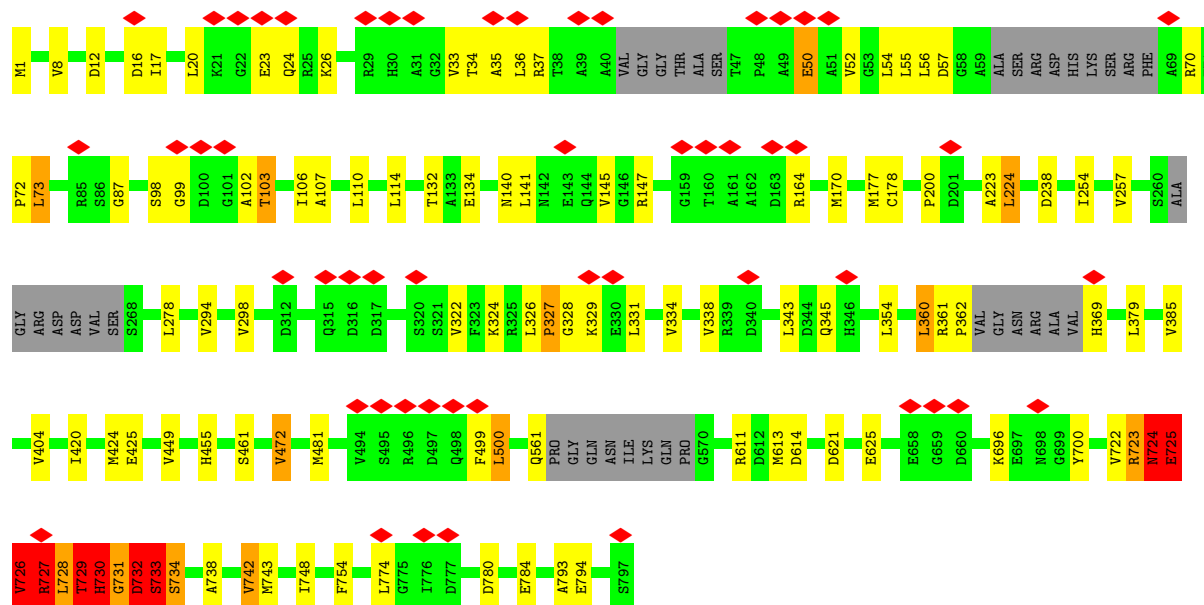 M1 V8 D12 D16 I17 L20 K21 G22 E23 Q24 R25 K26 R29 H30 A31 G32 V33 T34 A35 L36 R37 T38 A39 A40 VAL GLY GLY THR ALA SER T47 P48 A49 E50 A51 V52 G53 L54 L55 L56 D57 G58 A59 ALA SER ARG ASP HIS LYS SER ARG PHE A69 R70
P72 L73 R85 S86 G87 S98 G99 D100 G101 A102 T103 I106 A107 L110 L114 T132 A133 E134 N140 L141 N142 E143 Q144 V145 G146 R147 G159 T160 A161 A162 D163 R164 M170 M177 C178 P200 D201 A223 L224 D238 I254 V257 S260 ALA
GLY ARG ASP ASP VAL SER S268 L278 V294 V298 D312 Q315 D316 D317 S320 S321 V322 F323 K324 R325 L326 P327 G328 K329 E330 L331 V334 V338 R339 D340 L343 D344 Q345 H346 L354 L360 R361 P362 VAL GLY ASN ARG ALA VAL H369 L379 V385
V404 I420 M424 E425 V449 H455 S461 V472 M481 V494 S495 R496 D497 Q498 F499 L500 Q561 PRO GLY GLN ASN ILE LYS GLN PRO G570 R611 D612 M613 D614 D621 E625 E658 G659 D660 K696 E697 N698 G699 Y700 V722 R723 N724 E725
V726 R727 L728 T729 H730 G731 D732 S733 S734 A738 V742 M743 I748 F754 L774 G775 I776 D777 D780 E784 A793 E794 S797